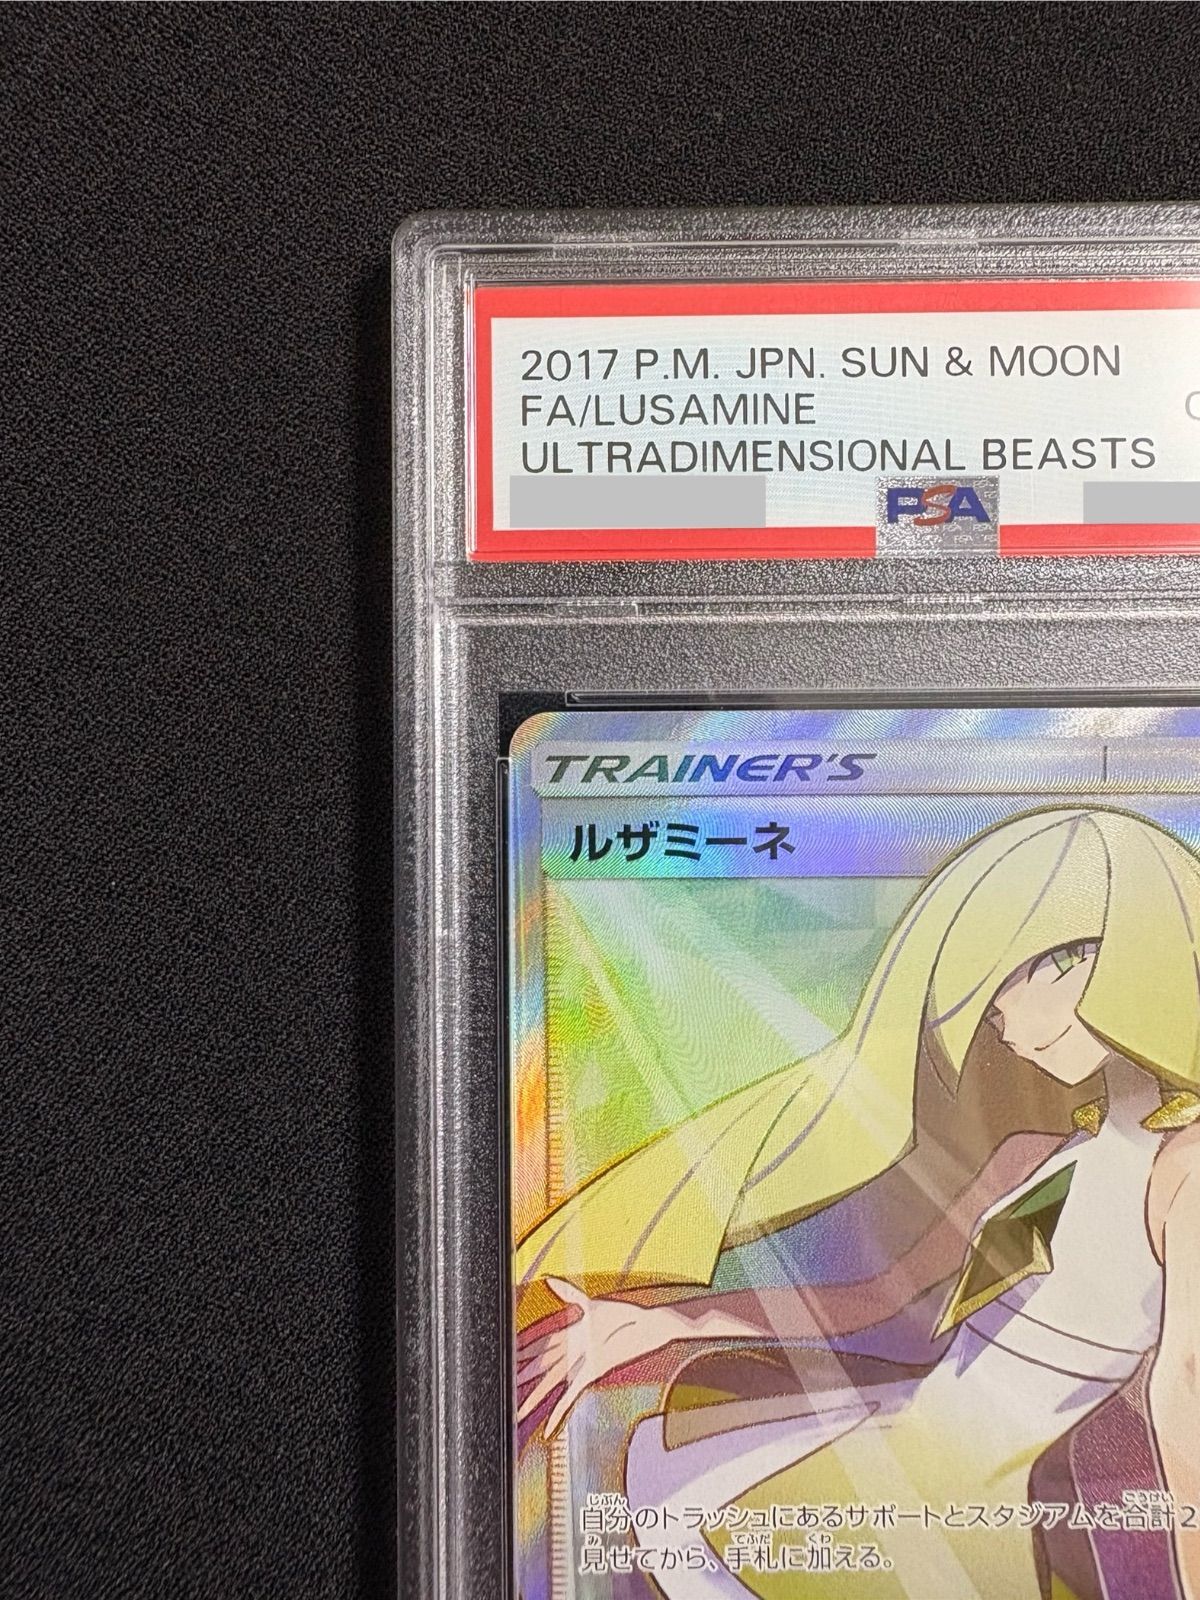 2017 P.M. JPN. SUN & MOON
FA/LUSAMINE
ULTRADIMENSIONAL BEASTS
PSA
TRAINER'S
ルザミーネ
自分のトラッシュにあるサポートとスタジアムを合計2
見せてから、手札に加える。